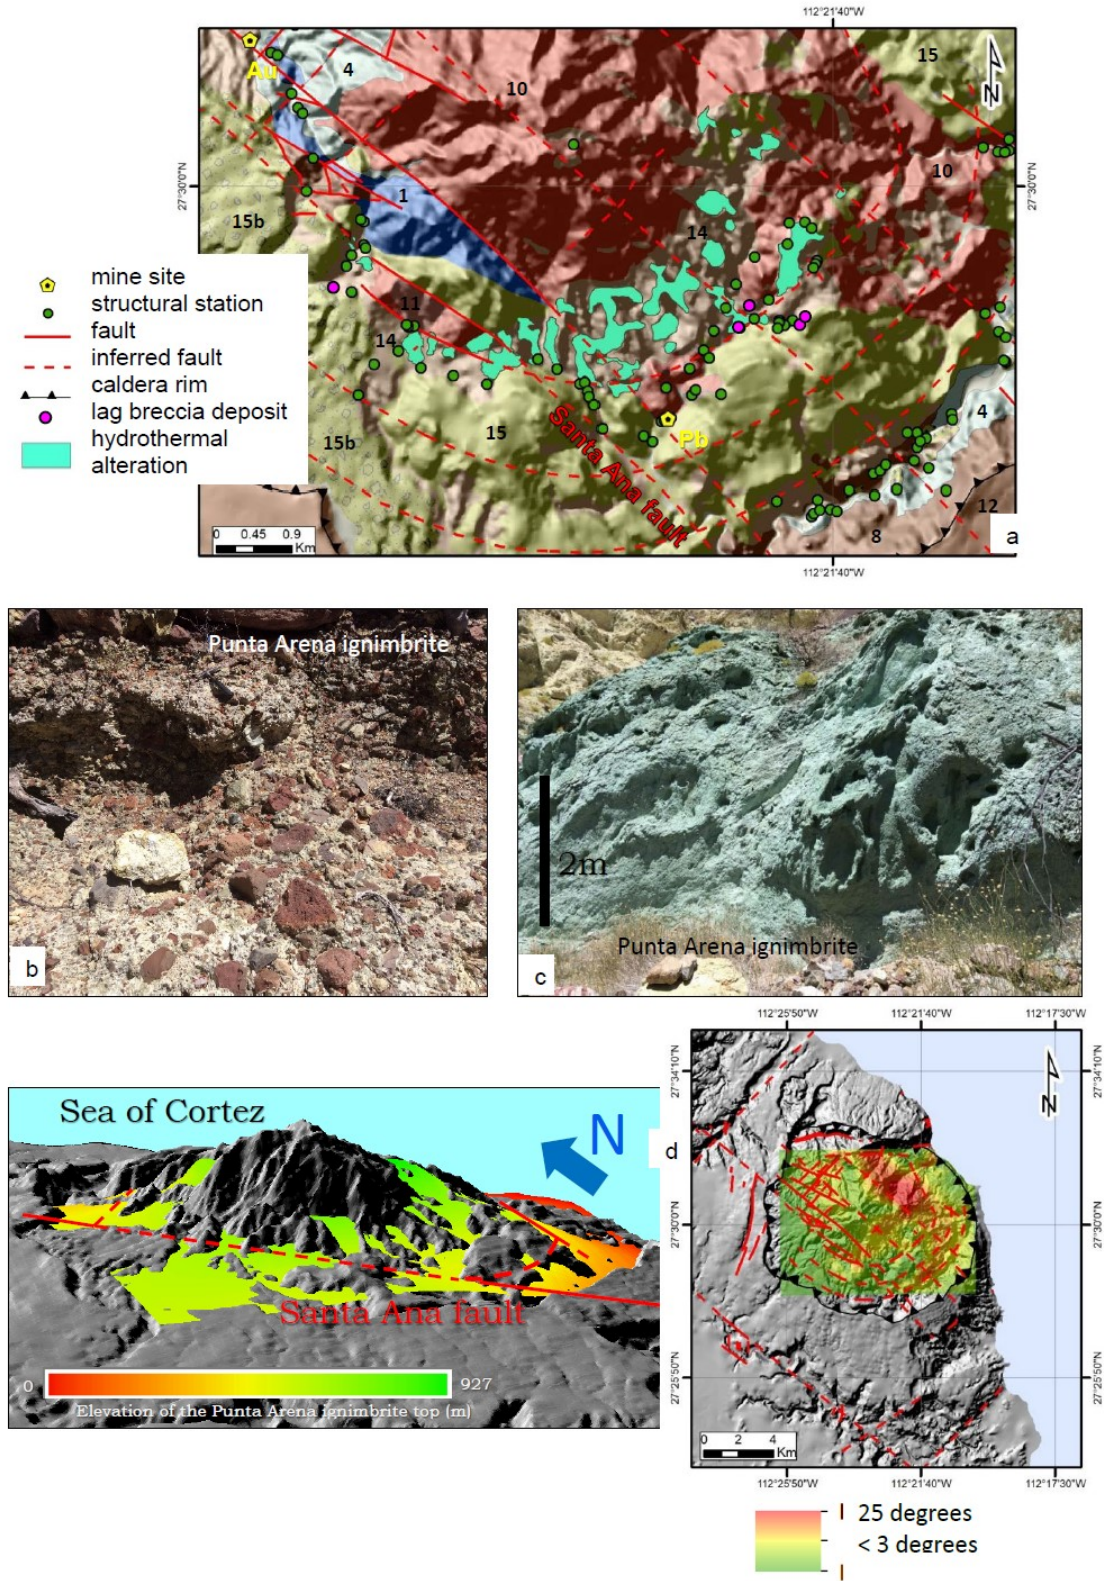 112°21'40"W
Au
4
10
15
N
27°30'0"N
27°30'0"N
10
1
15b
14
mine site
structural station
fault
inferred fault
caldera rim
lag breccia deposit
hydrothermal
alteration
11
14
4
Santa Ana fault
15
Pb
15b
12
8
0 0.45 0.9
Km
a
112°21'40"W
Punta Arena ignimbrite
b
2m
Punta Arena ignimbrite
c
112°25'50"W 112°21'40"W 112°17'30"W
Sea of Cortez
N
Santa Ana fault
0 927
Elevation of the Punta Arena ignimbrite top (m)
d
N
27°34'10"N
27°34'10"N
27°30'0"N
27°30'0"N
27°25'50"N
27°25'50"N
0 2 4
Km
112°25'50"W 112°21'40"W 112°17'30"W
25 degrees
< 3 degrees